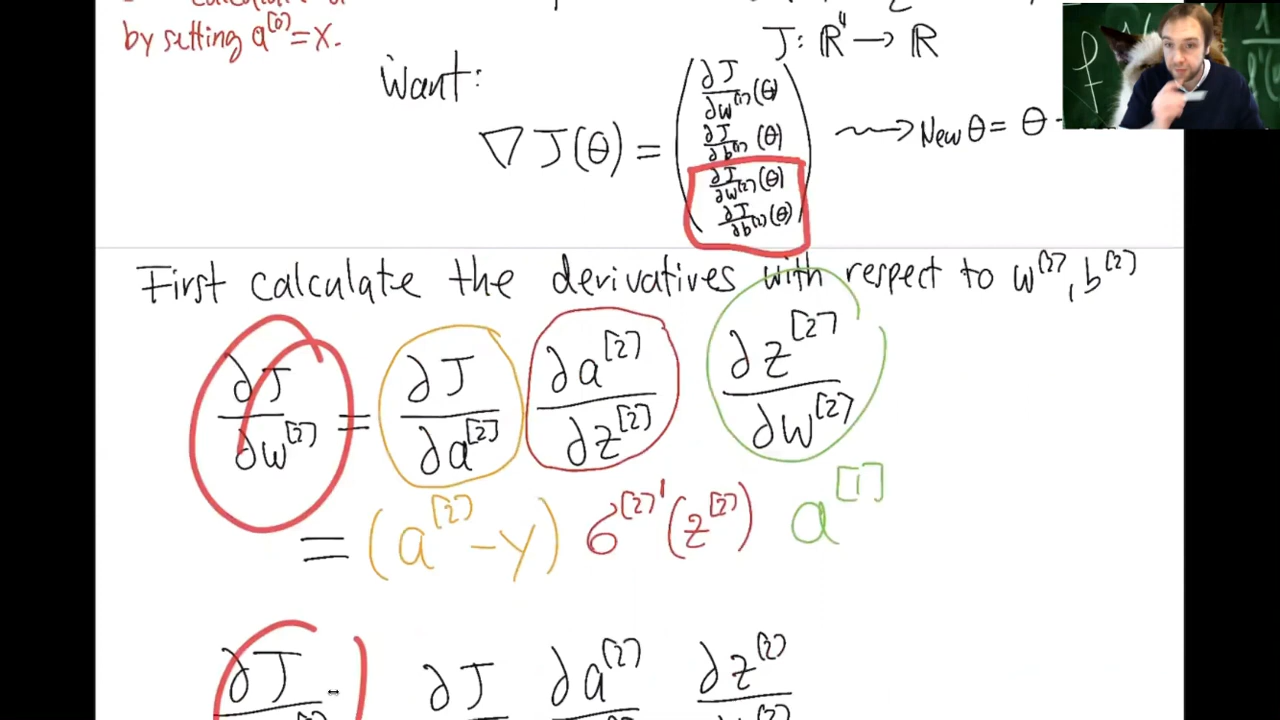 by setting a^[0] = x.
J: ℝ^4 → ℝ
Want:
∇J(θ) = ( ∂J/∂w^[1] (θ)
∂J/∂b^[1] (θ)
∂J/∂w^[2] (θ)
∂J/∂b^[2] (θ) ) ⇝ New θ = θ -
First calculate the derivatives with respect to w^[2], b^[2]
∂J/∂w^[2] = ∂J/∂a^[2] ∂a^[2]/∂z^[2] ∂z^[2]/∂w^[2]
= (a^[2] - y) σ^[2]'(z^[2]) a^[1]
∂J ∂J ∂a^[2] ∂z^[2]